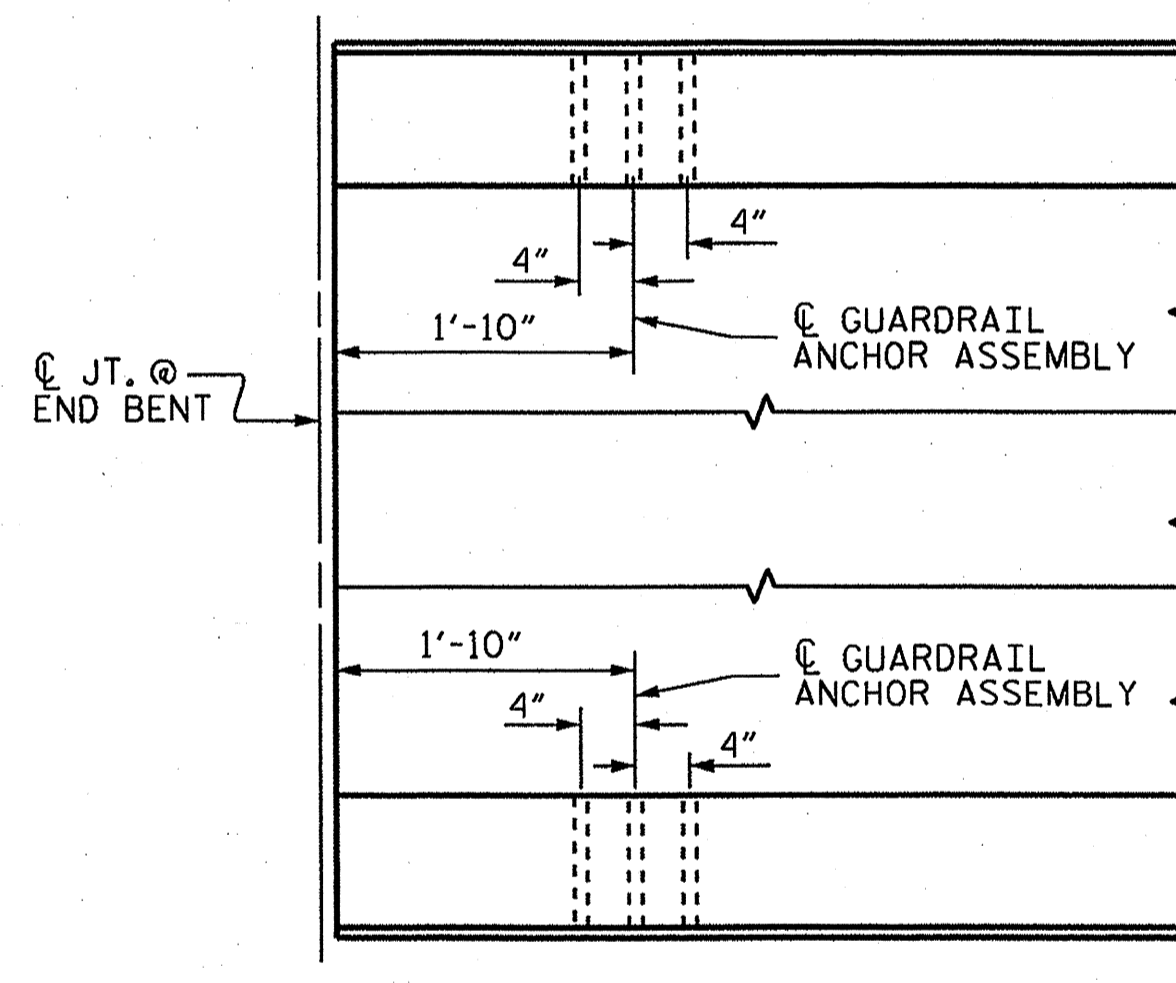 4"
4"
1'-10"
℄ GUARDRAIL
ANCHOR ASSEMBLY
℄ JT. @
END BENT
1'-10"
℄ GUARDRAIL
ANCHOR ASSEMBLY
4"
4"